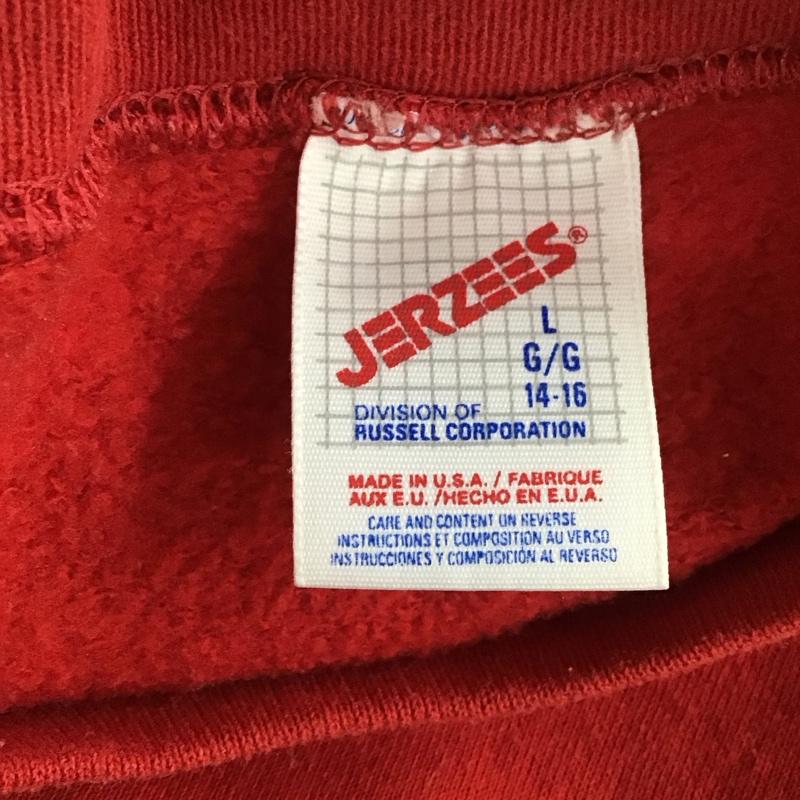 JERZEES®
L
G/G
14-16
DIVISION OF
RUSSELL CORPORATION
MADE IN U.S.A. / FABRIQUE
AUX E.U. /HECHO EN E.U.A.
CARE AND CONTENT ON REVERSE
INSTRUCTIONS ET COMPOSITION AU VERSO
INSTRUCCIONES Y COMPOSICIÓN AL REVERSO